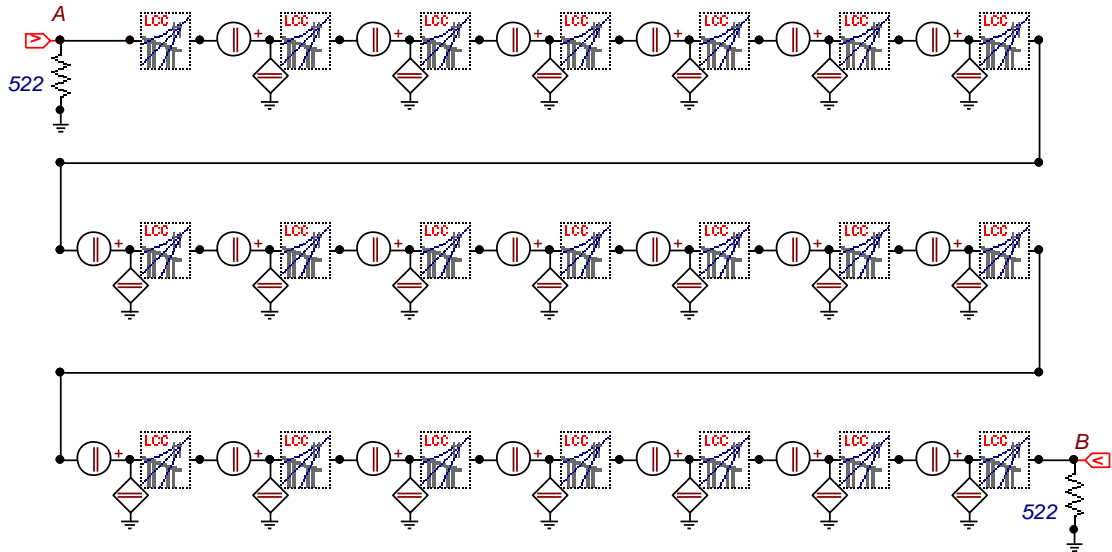 A
LCC LCC LCC LCC LCC LCC LCC
+ + + + + +
522
LCC LCC LCC LCC LCC LCC LCC
+ + + + + + +
LCC LCC LCC LCC LCC LCC LCC
B
+ + + + + + +
522